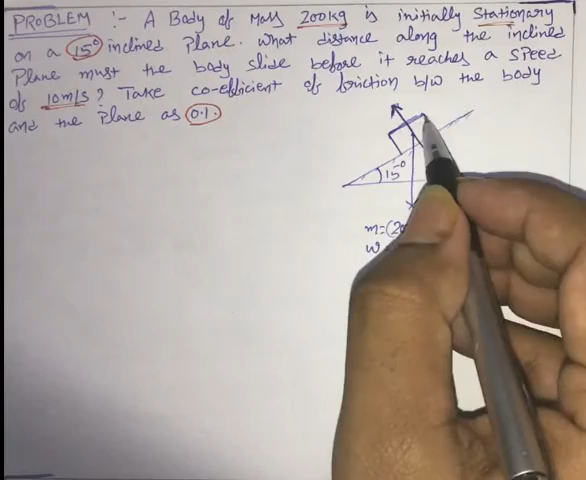 PROBLEM :- A Body of Mass 200kg is initially Stationary
on a 15° inclined Plane. What distance along the inclined
Plane must the body slide before it reaches a speed
of 10m/s? Take co-efficient of friction b/w the body
and the plane as 0.1.
15°
m=(20
w